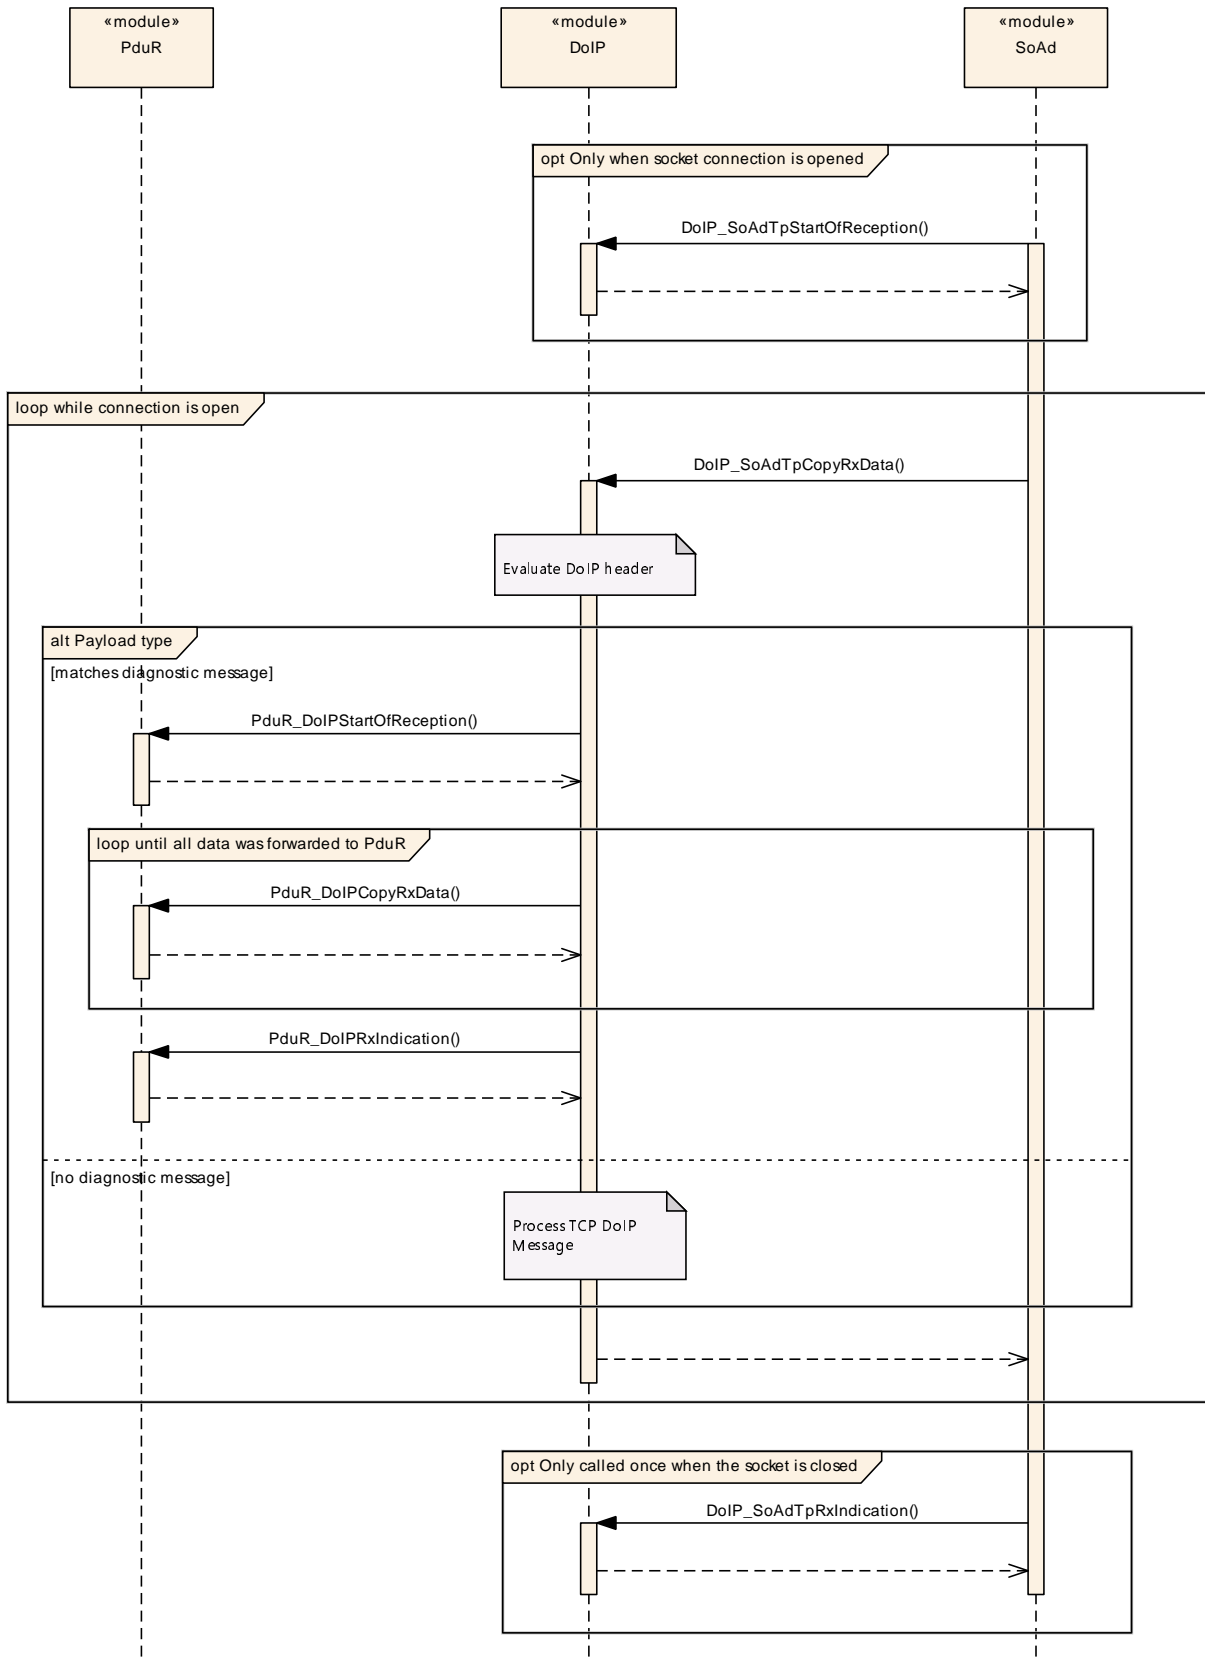 «module»
PduR
«module»
DoIP
«module»
SoAd
opt Only when socket connection is opened
DoIP_SoAdTpStartOfReception()
loop while connection is open
DoIP_SoAdTpCopyRxData()
Evaluate DoIP header
alt Payload type
[matches diagnostic message]
PduR_DoIPStartOfReception()
loop until all data was forwarded to PduR
PduR_DoIPCopyRxData()
PduR_DoIPRxIndication()
[no diagnostic message]
Process TCP DoIP
Message
opt Only called once when the socket is closed
DoIP_SoAdTpRxIndication()